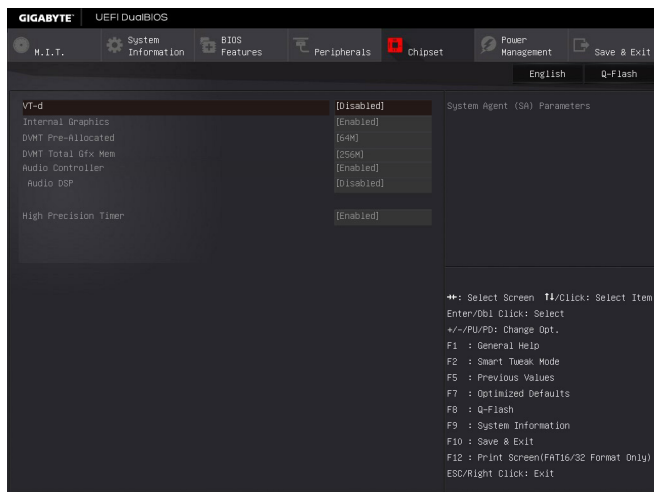 GIGABYTE™ UEFI DualBIOS
M.I.T. System Information BIOS Features Peripherals Chipset Power Management Save & Exit
English Q-Flash
VT-d [Disabled]
Internal Graphics [Enabled]
DVMT Pre-Allocated [64M]
DVMT Total Gfx Mem [256M]
Audio Controller [Enabled]
Audio DSP [Disabled]
High Precision Timer [Enabled]
System Agent (SA) Parameters
→←: Select Screen ↑↓/Click: Select Item
Enter/Dbl Click: Select
+/-/PU/PD: Change Opt.
F1 : General Help
F2 : Smart Tweak Mode
F5 : Previous Values
F7 : Optimized Defaults
F8 : Q-Flash
F9 : System Information
F10 : Save & Exit
F12 : Print Screen(FAT16/32 Format Only)
ESC/Right Click: Exit